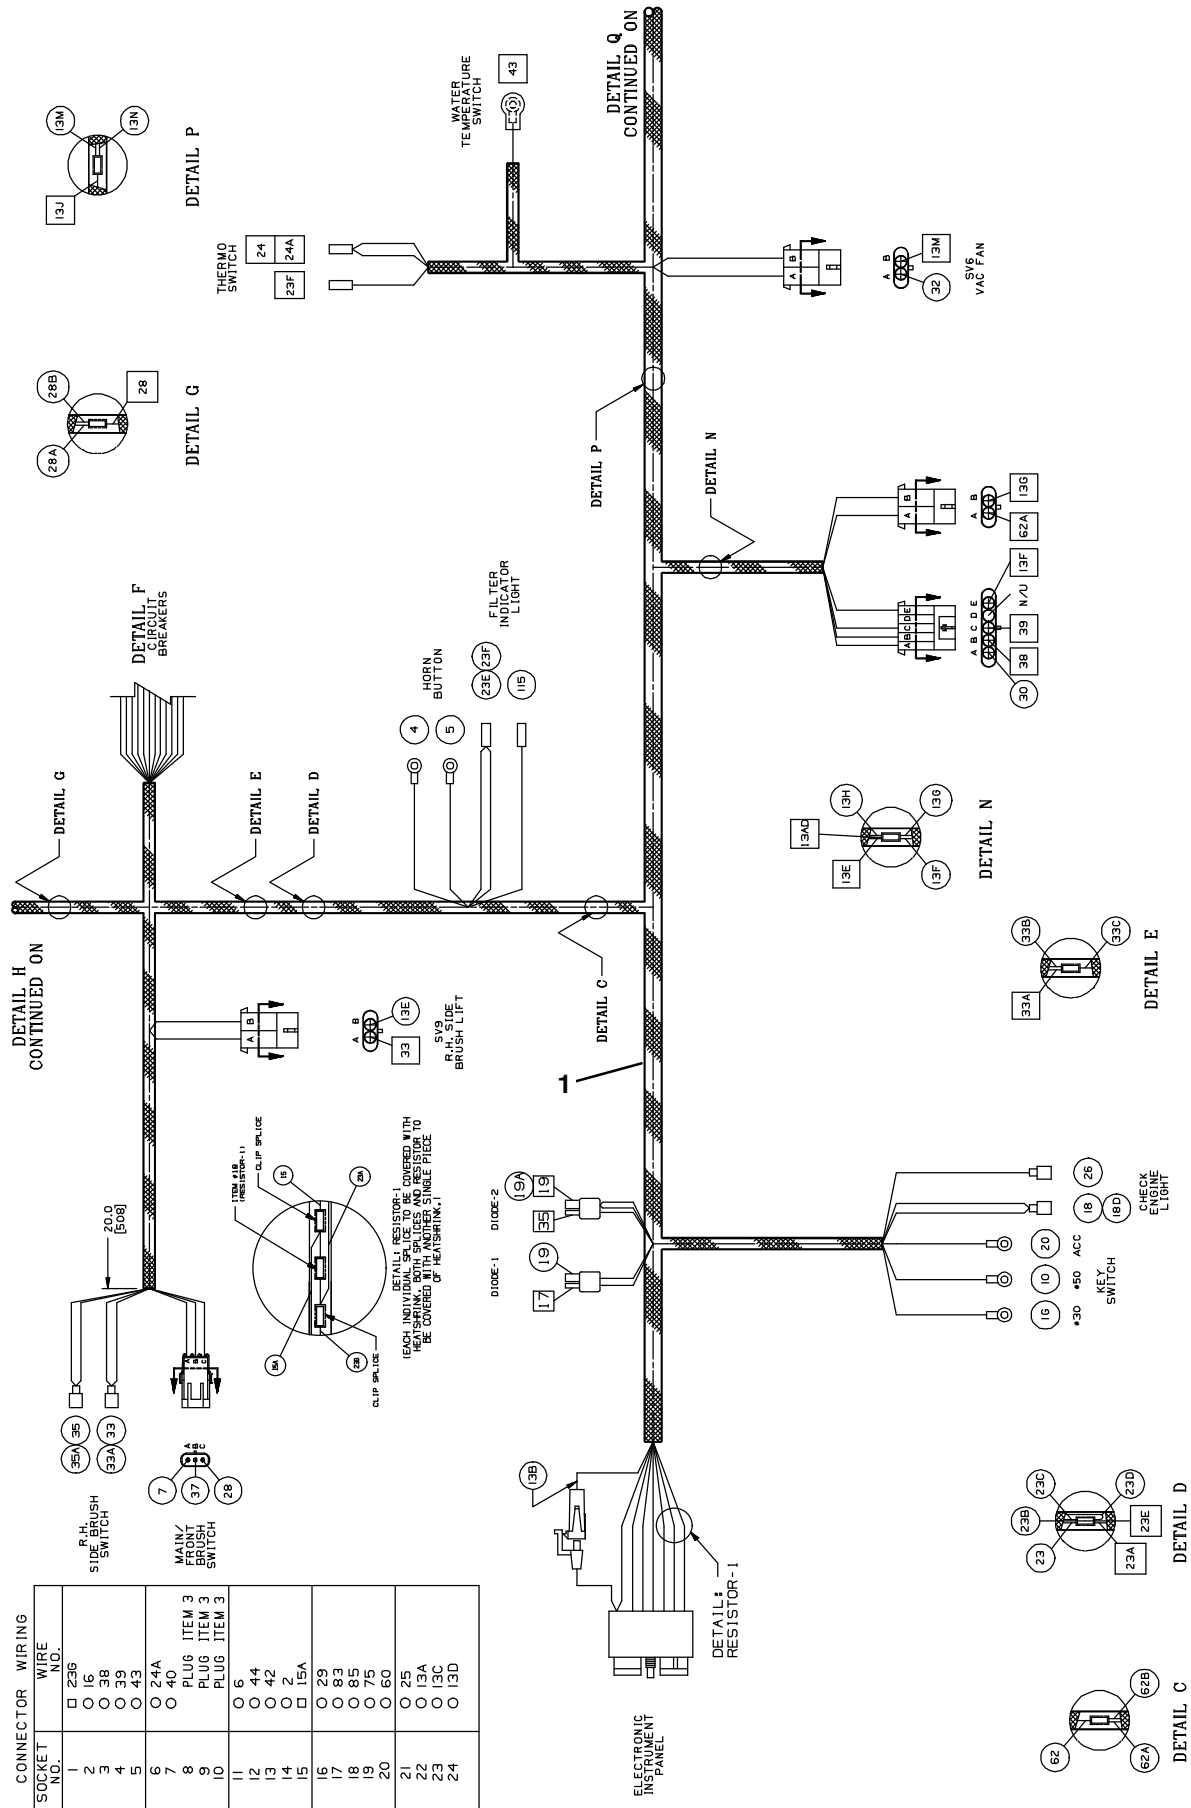 CONNECTOR WIRING
SOCKET NO.
WIRE NO.
1 □ 23G
2 ○ 16
3 ○ 38
4 ○ 39
5 ○ 43
6 ○ 24A
7 ○ 40
8 PLUG ITEM 3
9 PLUG ITEM 3
10 PLUG ITEM 3
11 ○ 6
12 ○ 44
13 ○ 42
14 ○ 2
15 □ 15A
16 ○ 29
17 ○ 83
18 ○ 85
19 ○ 75
20 ○ 60
21 ○ 25
22 ○ 13A
23 ○ 13C
24 ○ 13D
R.H.
SIDE BRUSH
SWITCH
35A 35
33A 33
MAIN/
FRONT
BRUSH
SWITCH
7
37
28
A
B
C
A
B
C
20.0
[508]
DETAIL H
CONTINUED ON
DETAIL G
DETAIL F
CIRCUIT
BREAKERS
DETAIL E
DETAIL D
A B
A B
33
13E
SV9
R.H. SIDE
BRUSH LIFT
ITEM #18
(RESISTOR-1)
CLIP SPLICE
15
23A
15A
23B
CLIP SPLICE
DETAIL: RESISTOR-1
(EACH INDIVIDUAL SPLICE TO BE COVERED WITH
HEATSHRINK. BOTH SPLICES AND RESISTOR TO
BE COVERED WITH ANOTHER SINGLE PIECE
OF HEATSHRINK.)
4
5
HORN
BUTTON
23E 23F
115
FILTER
INDICATOR
LIGHT
DETAIL C
28A
28B
28
DETAIL G
13J
13M
13N
DETAIL P
THERMO
SWITCH
24
24A
23F
WATER
TEMPERATURE
SWITCH
43
DETAIL Q
CONTINUED ON
DETAIL P
DETAIL N
A B
A B
32
13M
SV6
VAC FAN
A B
A B
62A
13G
A B C D E
A B C D E
30
38
39
N/U
13F
1
DIODE-1
17
19
DIODE-2
35
19
19A
13B
DETAIL:
RESISTOR-1
ELECTRONIC
INSTRUMENT
PANEL
1G
#30
10
#50
20
ACC
KEY
SWITCH
18
18D
26
CHECK
ENGINE
LIGHT
13AD
13H
13E
13G
13F
DETAIL N
33A
33B
33C
DETAIL E
23
23B
23C
23D
23A
23E
DETAIL D
62
62A
62B
DETAIL C